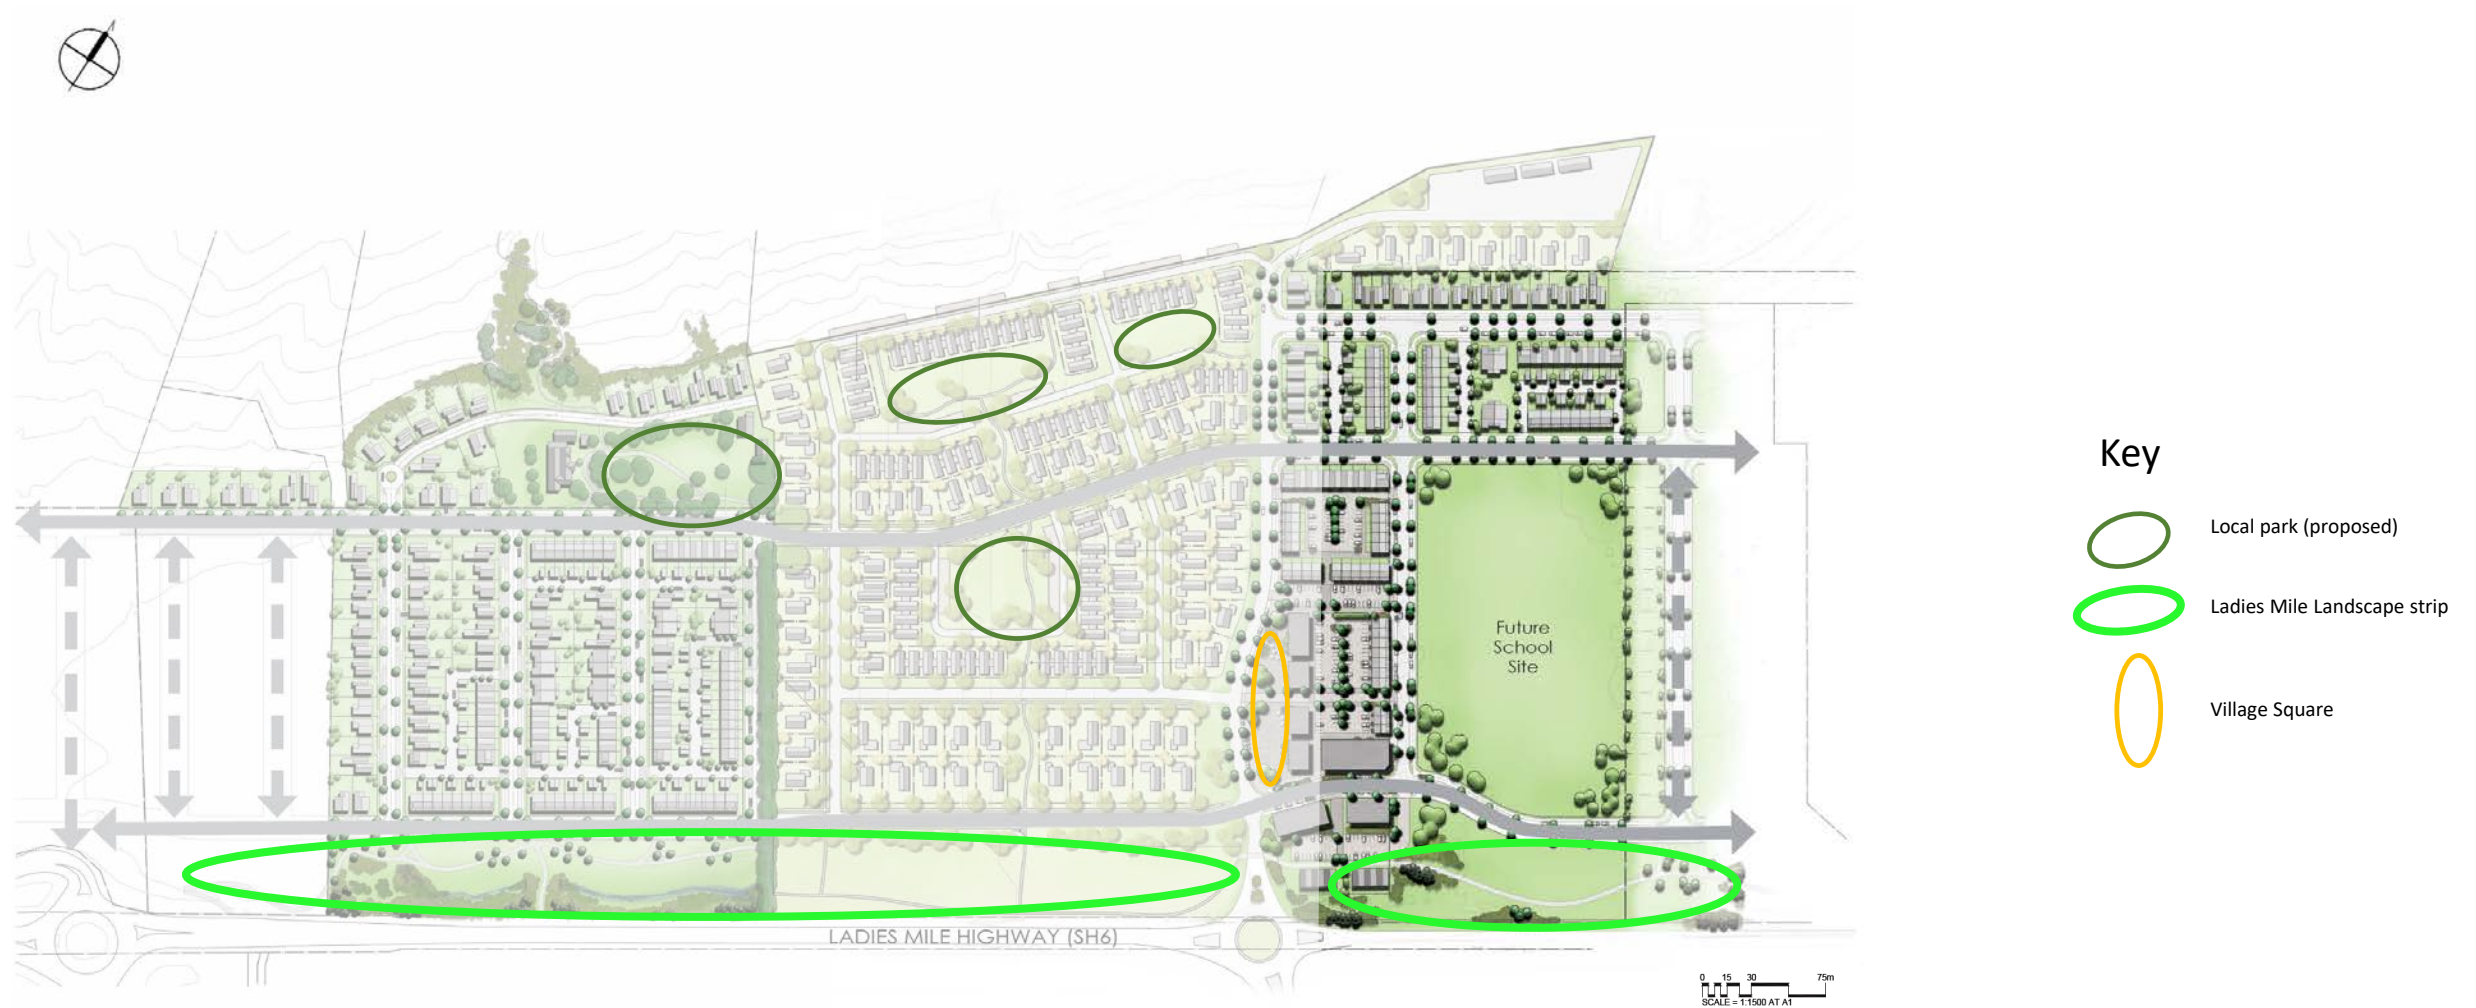 Key
Local park (proposed)
Ladies Mile Landscape strip
Village Square
Future
School
Site
LADIES MILE HIGHWAY (SH6)
0 15 30 75m
SCALE = 1:1500 AT A1